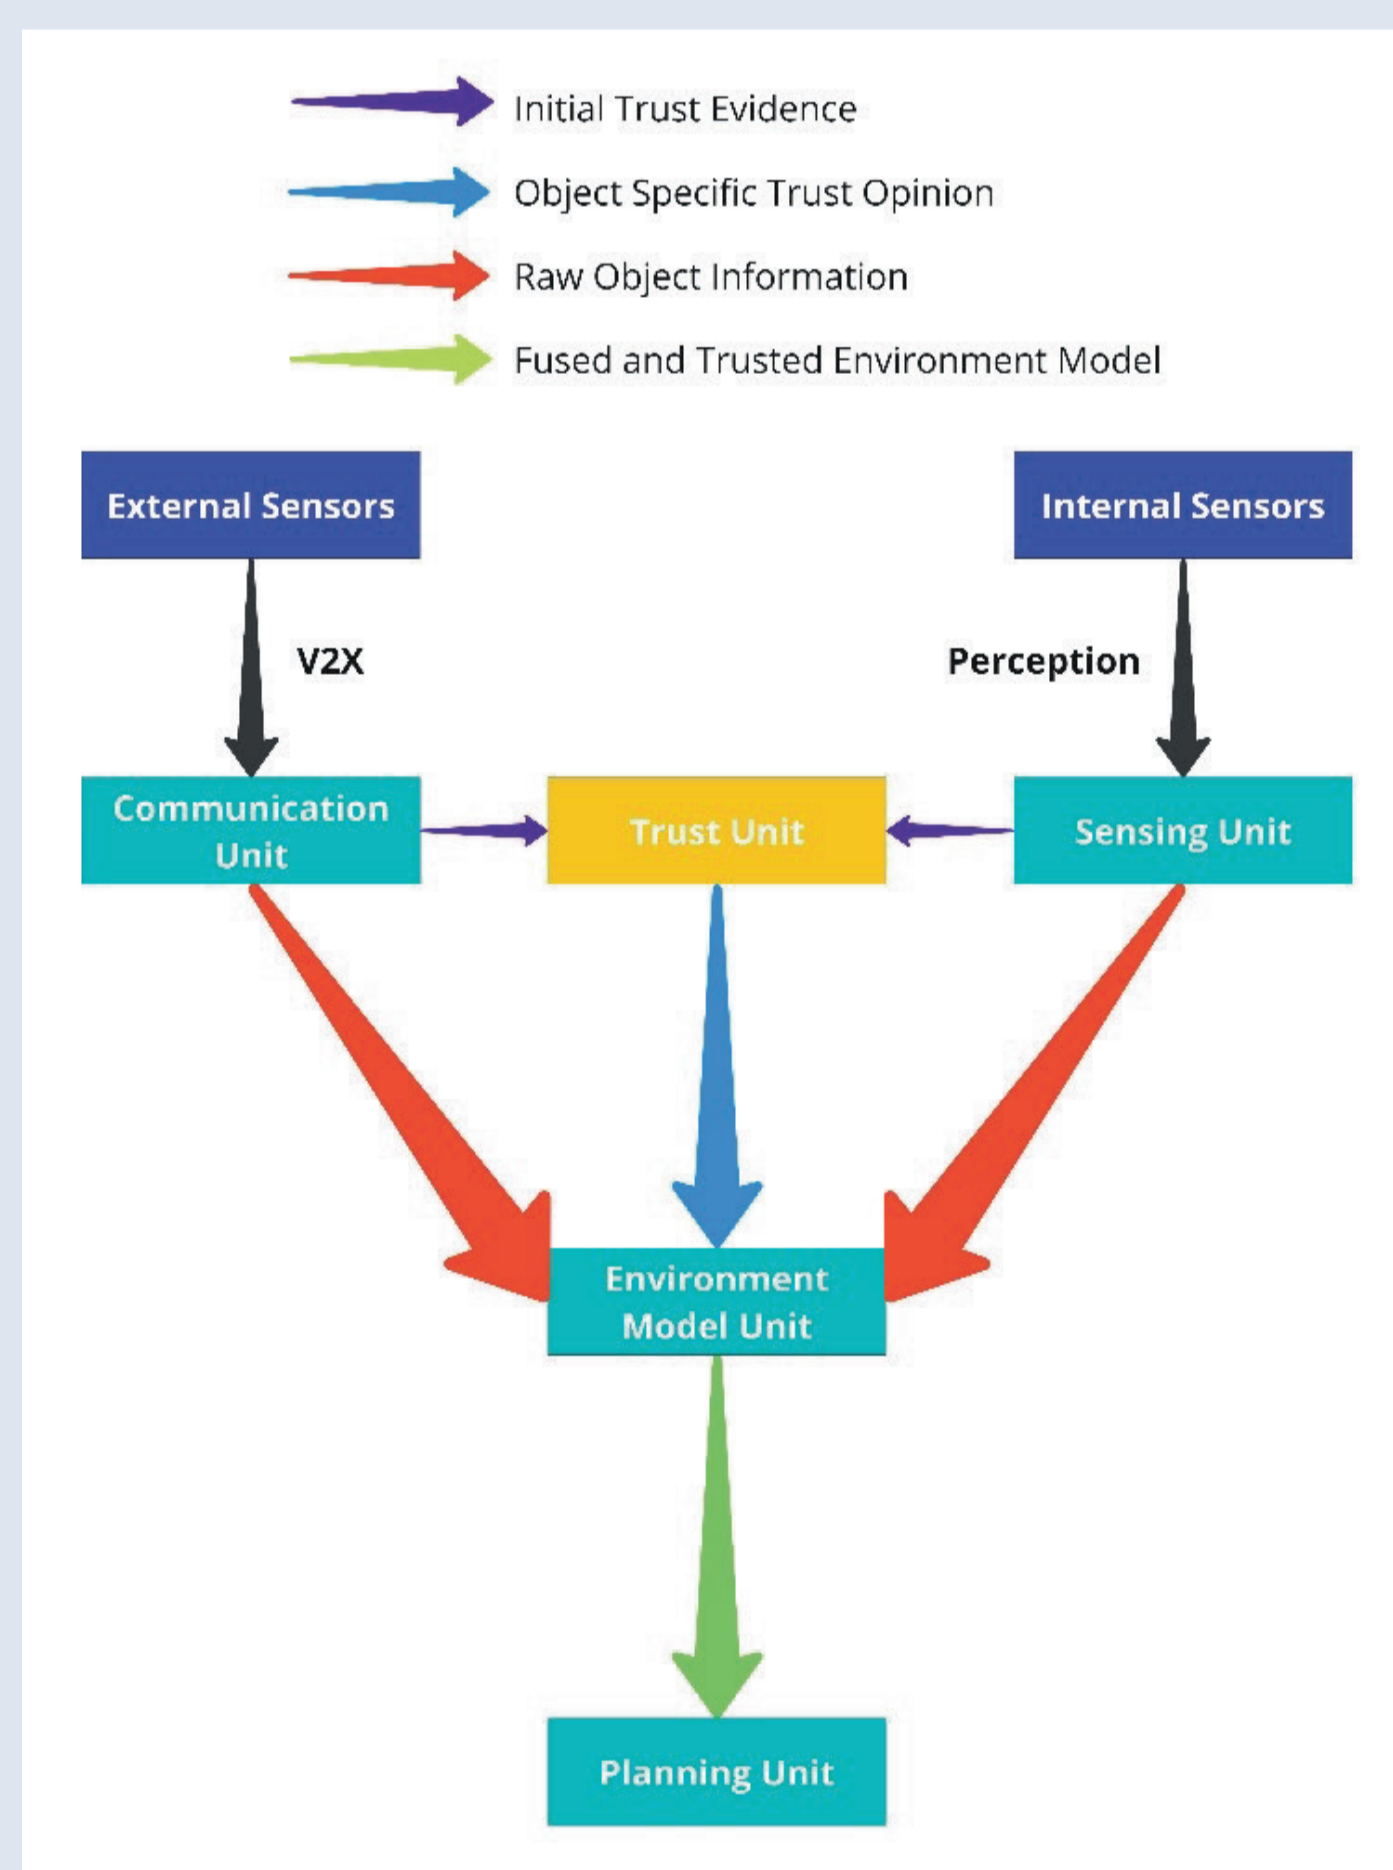 Initial Trust Evidence
Object Specific Trust Opinion
Raw Object Information
Fused and Trusted Environment Model
External Sensors
Internal Sensors
V2X
Perception
Communication
Unit
Trust Unit
Sensing Unit
Environment
Model Unit
Planning Unit